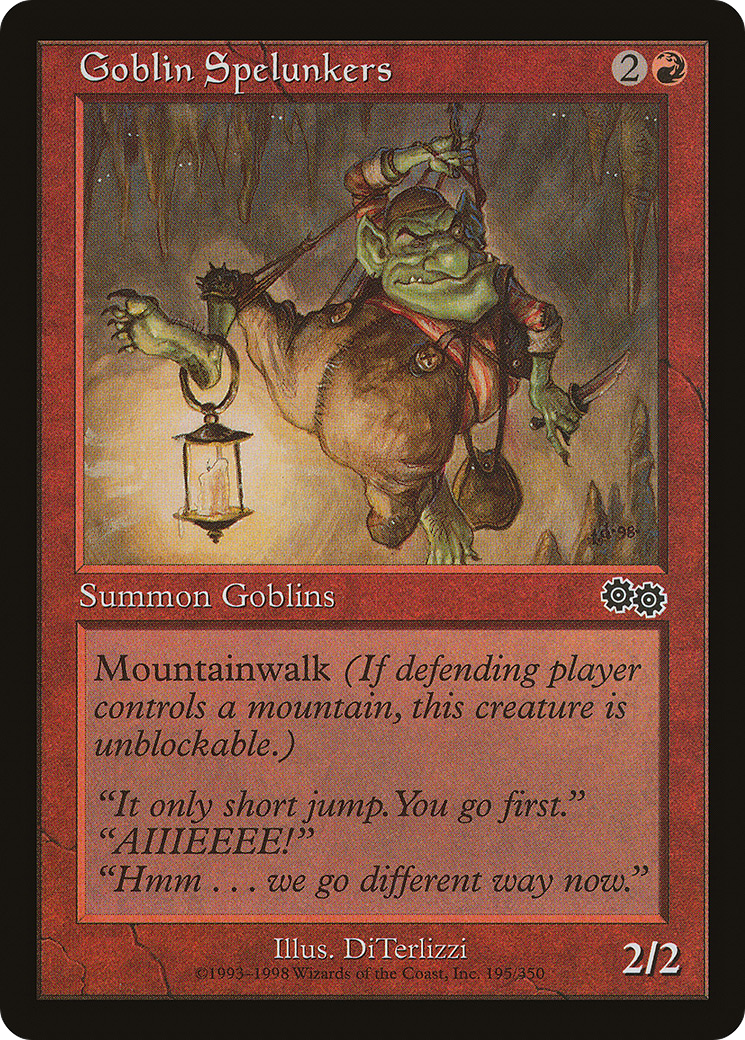 Goblin Spelunkers 2
Summon Goblins
Mountainwalk (If defending player
controls a mountain, this creature is
unblockable.)
“It only short jump. You go first.”
“AIIIEEEE!”
“Hmm . . . we go different way now.”
Illus. DiTerlizzi
©1993–1998 Wizards of the Coast, Inc. 195/350
2/2